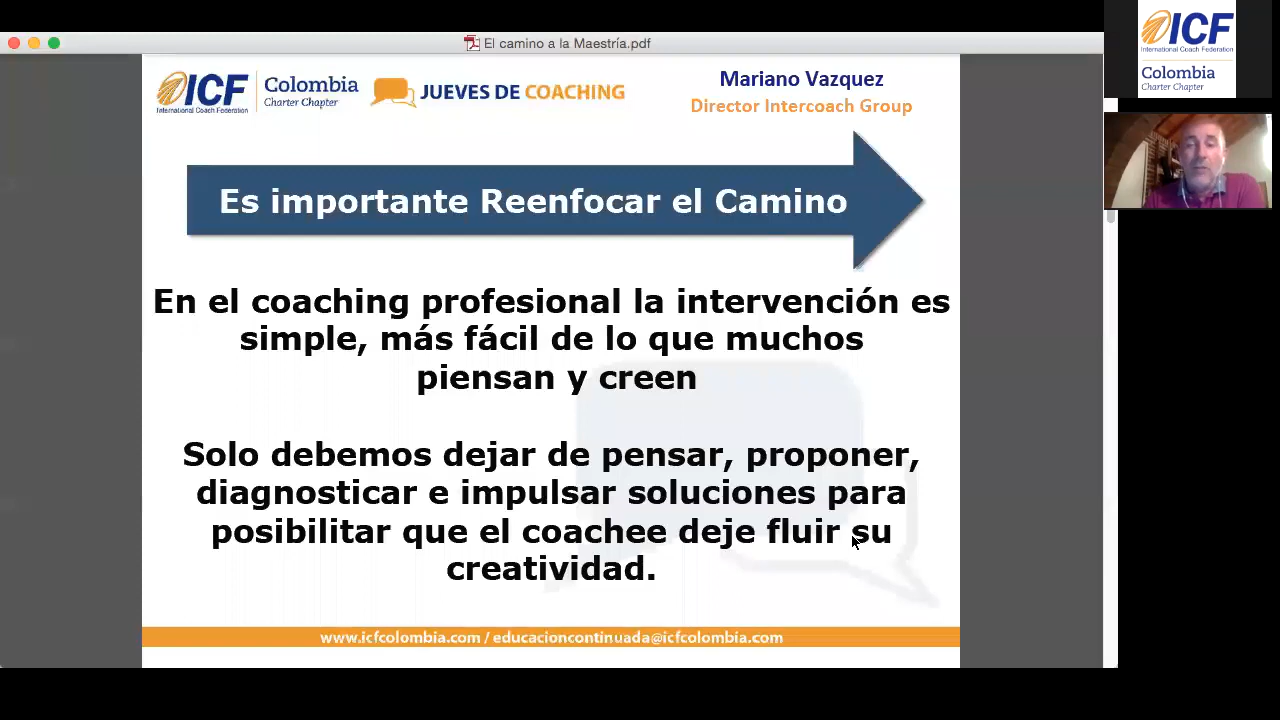 El camino a la Maestría.pdf
ICF
International Coach Federation
Colombia
Charter Chapter
JUEVES DE COACHING
Mariano Vazquez
Director Intercoach Group
Es importante Reenfocar el Camino
En el coaching profesional la intervención es
simple, más fácil de lo que muchos
piensan y creen
Solo debemos dejar de pensar, proponer,
diagnosticar e impulsar soluciones para
posibilitar que el coachee deje fluir su
creatividad.
www.icfcolombia.com / educacioncontinuada@icfcolombia.com
ICF
International Coach Federation
Colombia
Charter Chapter